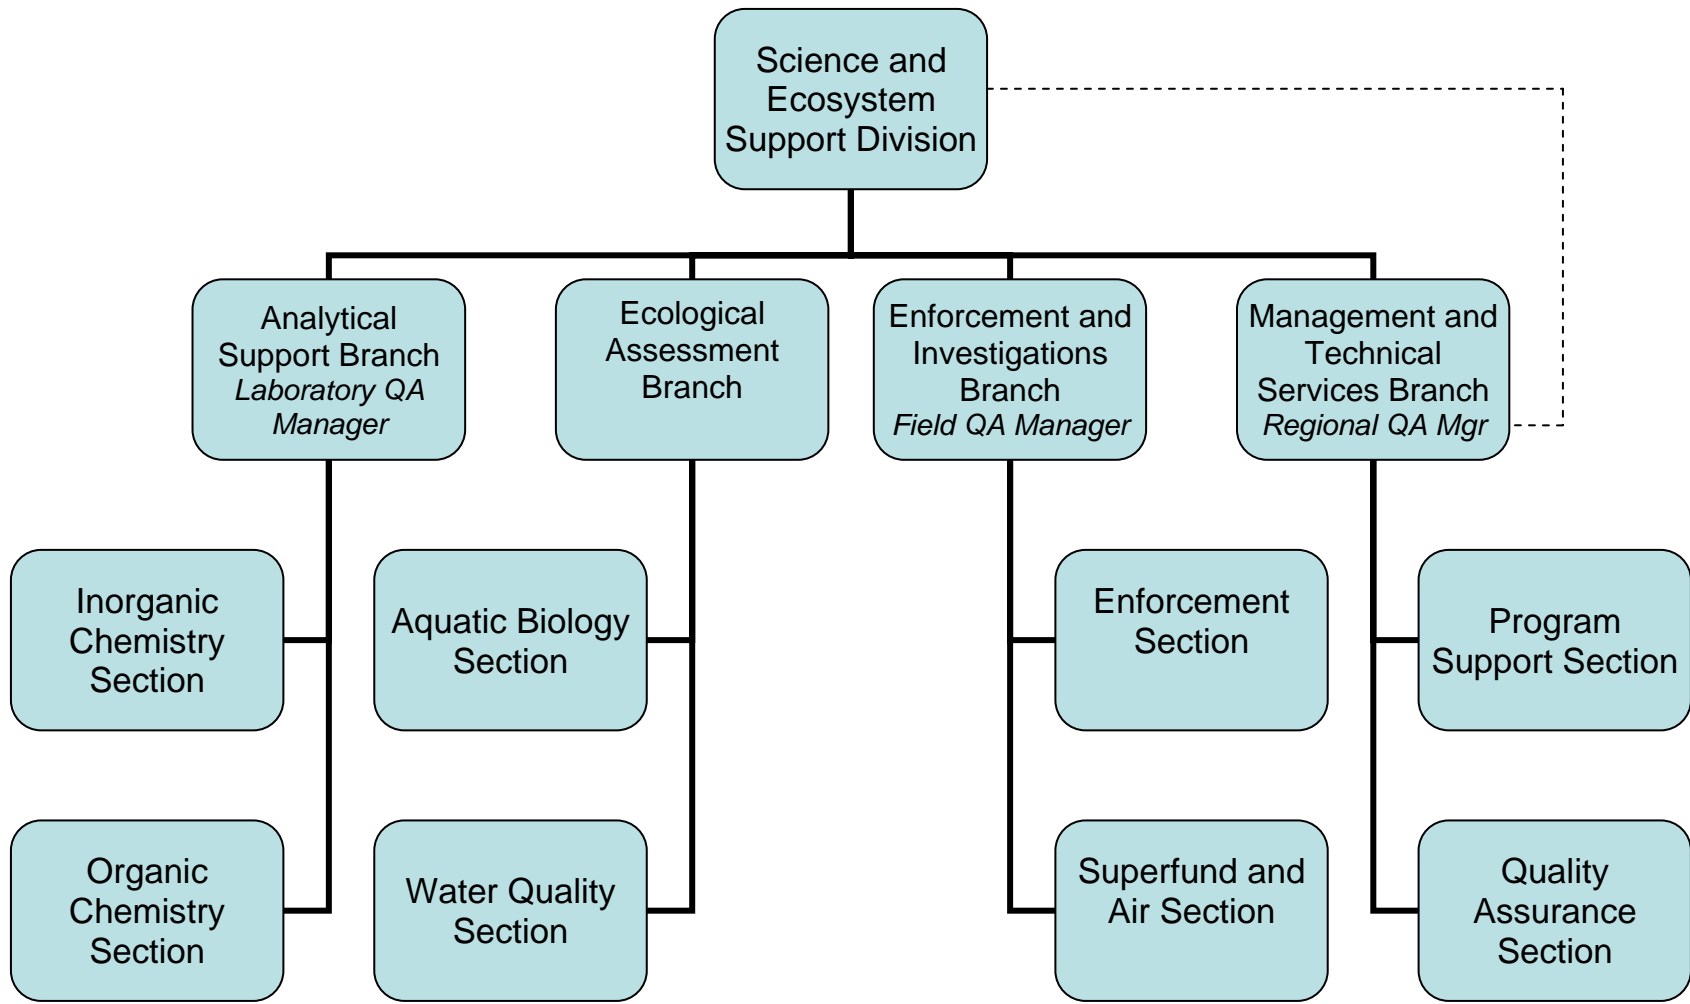 Science and
Ecosystem
Support Division
Analytical
Support Branch
Laboratory QA
Manager
Ecological
Assessment
Branch
Enforcement and
Investigations
Branch
Field QA Manager
Management and
Technical
Services Branch
Regional QA Mgr
Inorganic
Chemistry
Section
Aquatic Biology
Section
Enforcement
Section
Program
Support Section
Organic
Chemistry
Section
Water Quality
Section
Superfund and
Air Section
Quality
Assurance
Section